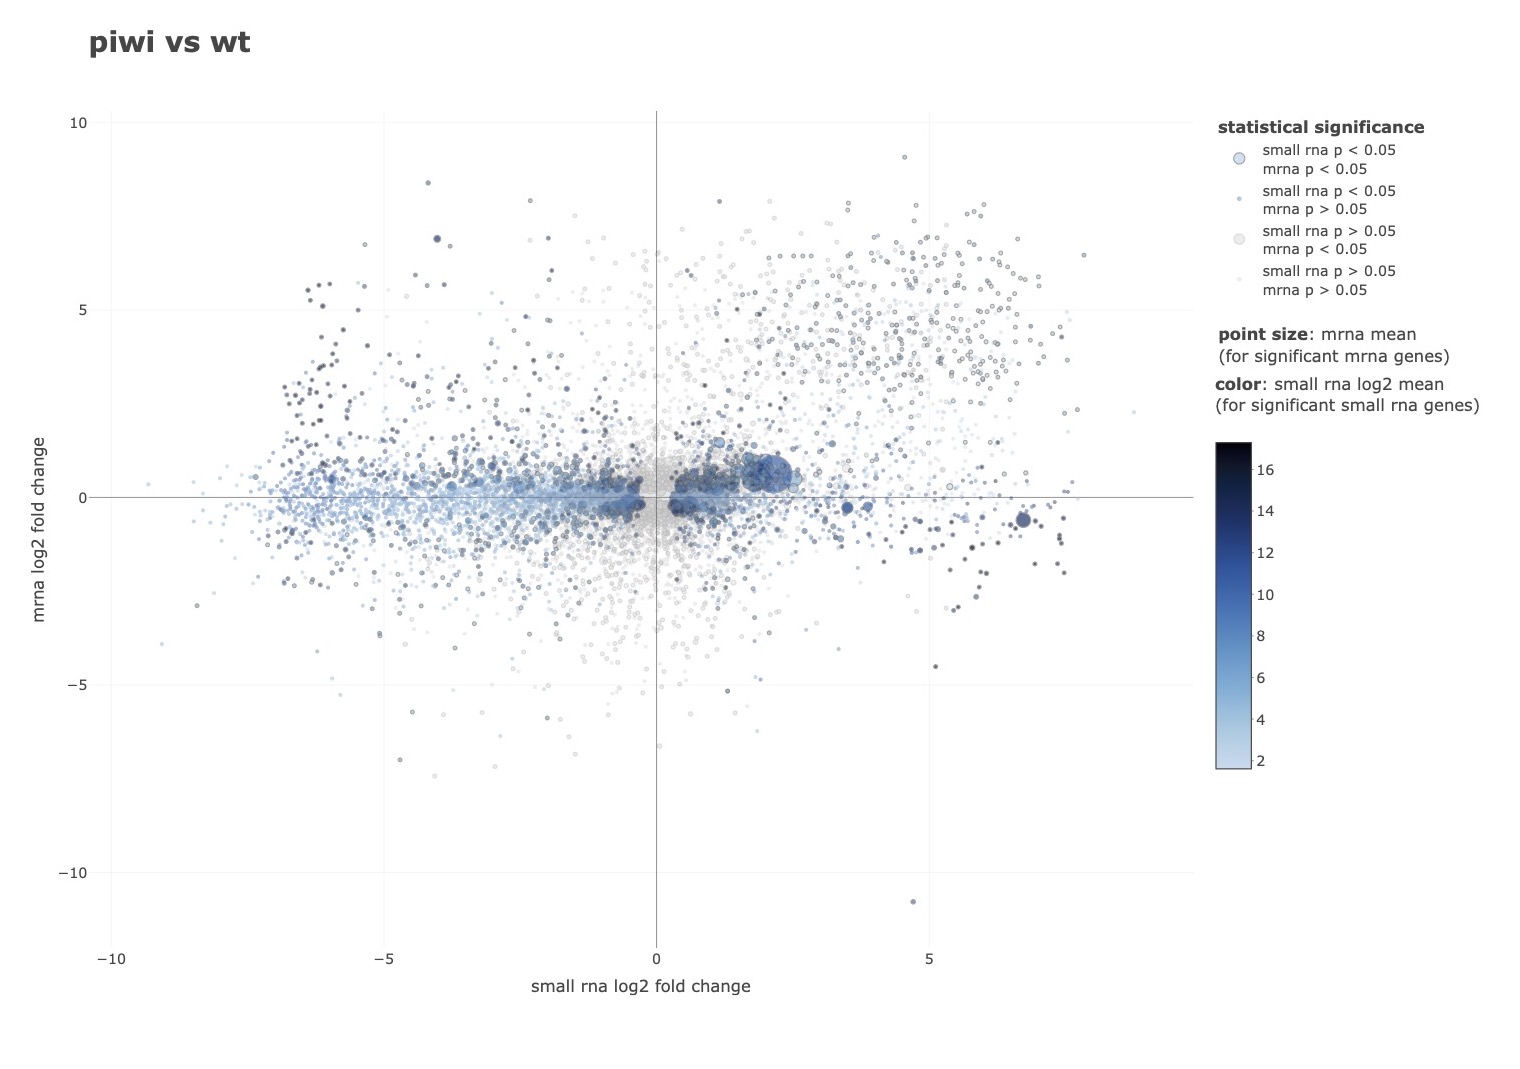 piwi vs wt
10
5
0
−5
−10
−10
−5
0
5
mrna log2 fold change
small rna log2 fold change
statistical significance
small rna p < 0.05
mrna p < 0.05
small rna p < 0.05
mrna p > 0.05
small rna p > 0.05
mrna p < 0.05
small rna p > 0.05
mrna p > 0.05
point size: mrna mean
(for significant mrna genes)
color: small rna log2 mean
(for significant small rna genes)
16
14
12
10
8
6
4
2